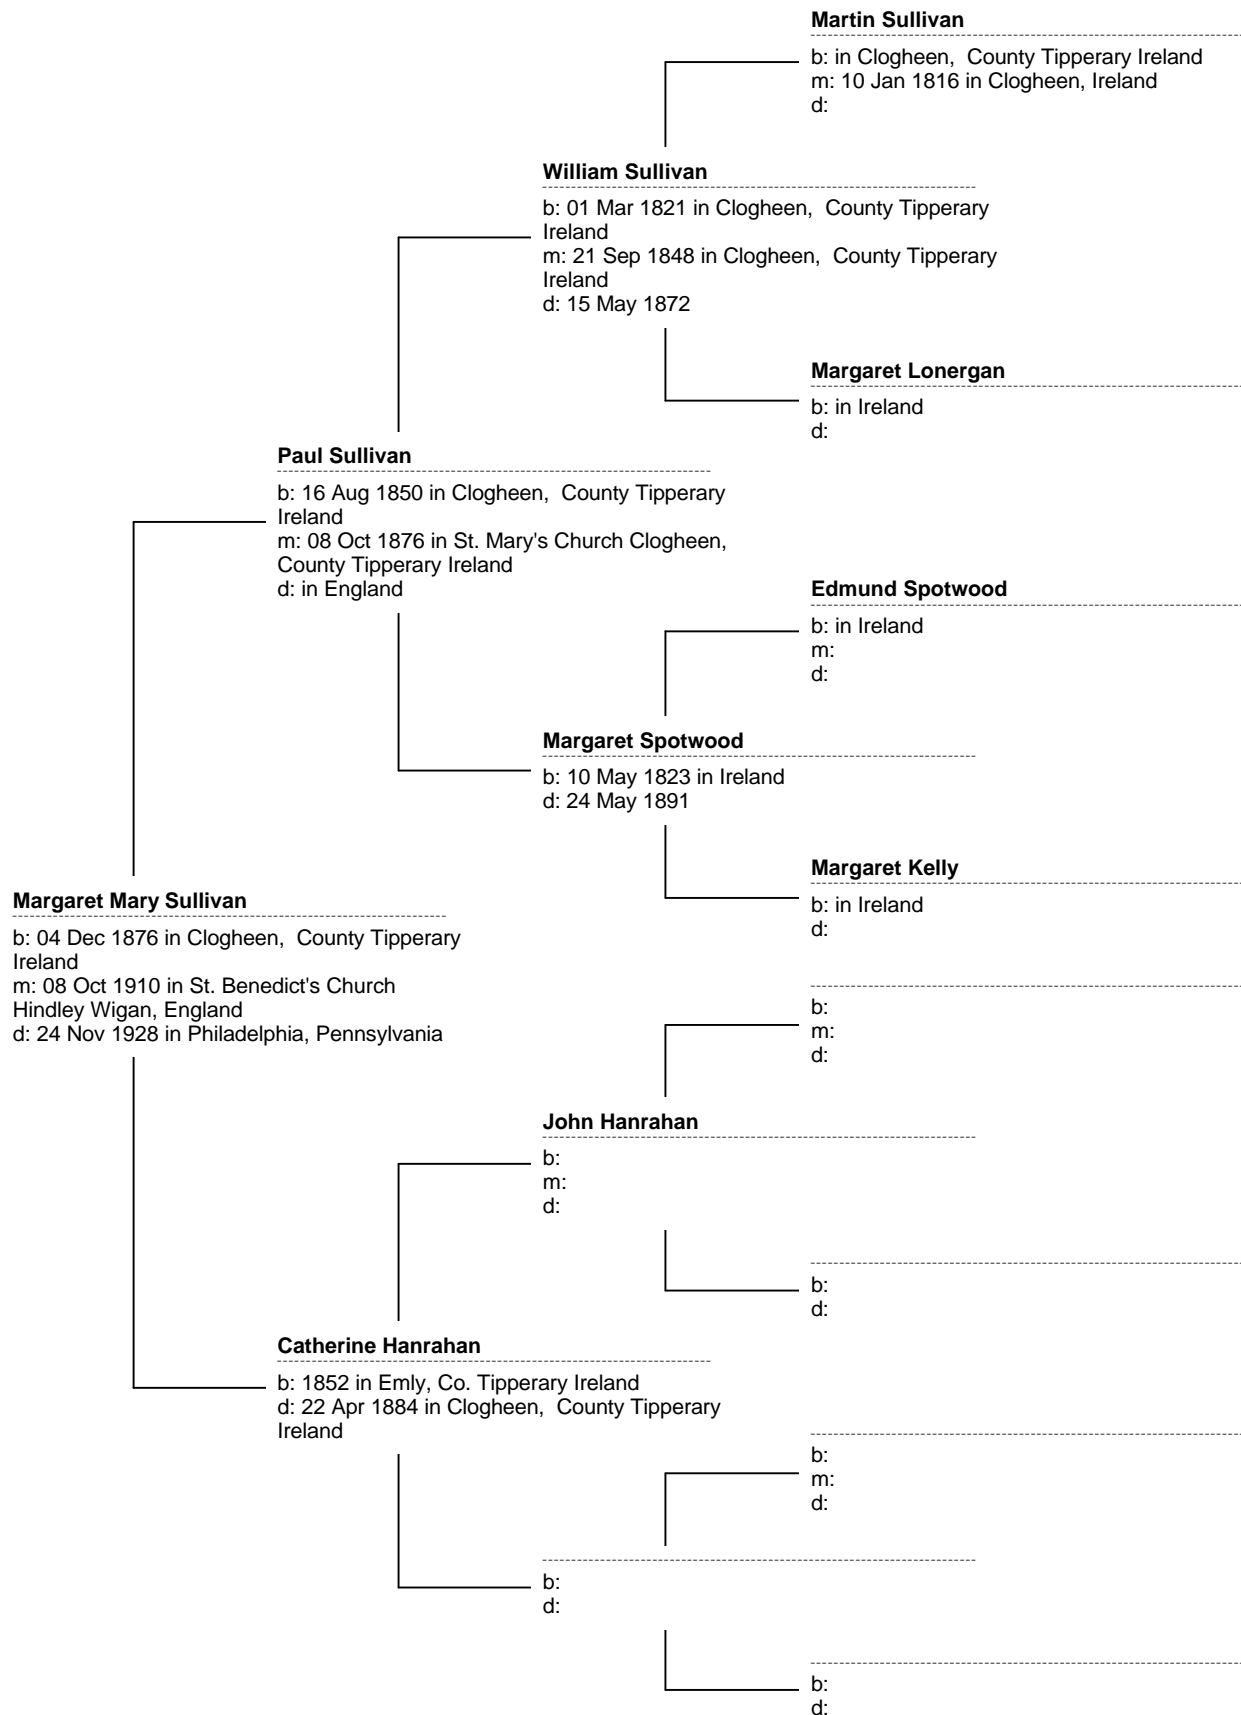 Martin Sullivan
b: in Clogheen, County Tipperary Ireland
m: 10 Jan 1816 in Clogheen, Ireland
d:
William Sullivan
b: 01 Mar 1821 in Clogheen, County Tipperary
Ireland
m: 21 Sep 1848 in Clogheen, County Tipperary
Ireland
d: 15 May 1872
Margaret Lonergan
b: in Ireland
d:
Paul Sullivan
b: 16 Aug 1850 in Clogheen, County Tipperary
Ireland
m: 08 Oct 1876 in St. Mary's Church Clogheen,
County Tipperary Ireland
d: in England
Edmund Spotwood
b: in Ireland
m:
d:
Margaret Spotwood
b: 10 May 1823 in Ireland
d: 24 May 1891
Margaret Kelly
b: in Ireland
d:
Margaret Mary Sullivan
b: 04 Dec 1876 in Clogheen, County Tipperary
Ireland
m: 08 Oct 1910 in St. Benedict's Church
Hindley Wigan, England
d: 24 Nov 1928 in Philadelphia, Pennsylvania
b:
m:
d:
John Hanrahan
b:
m:
d:
b:
d:
Catherine Hanrahan
b: 1852 in Emly, Co. Tipperary Ireland
d: 22 Apr 1884 in Clogheen, County Tipperary
Ireland
b:
m:
d:
b:
d:
b:
d: